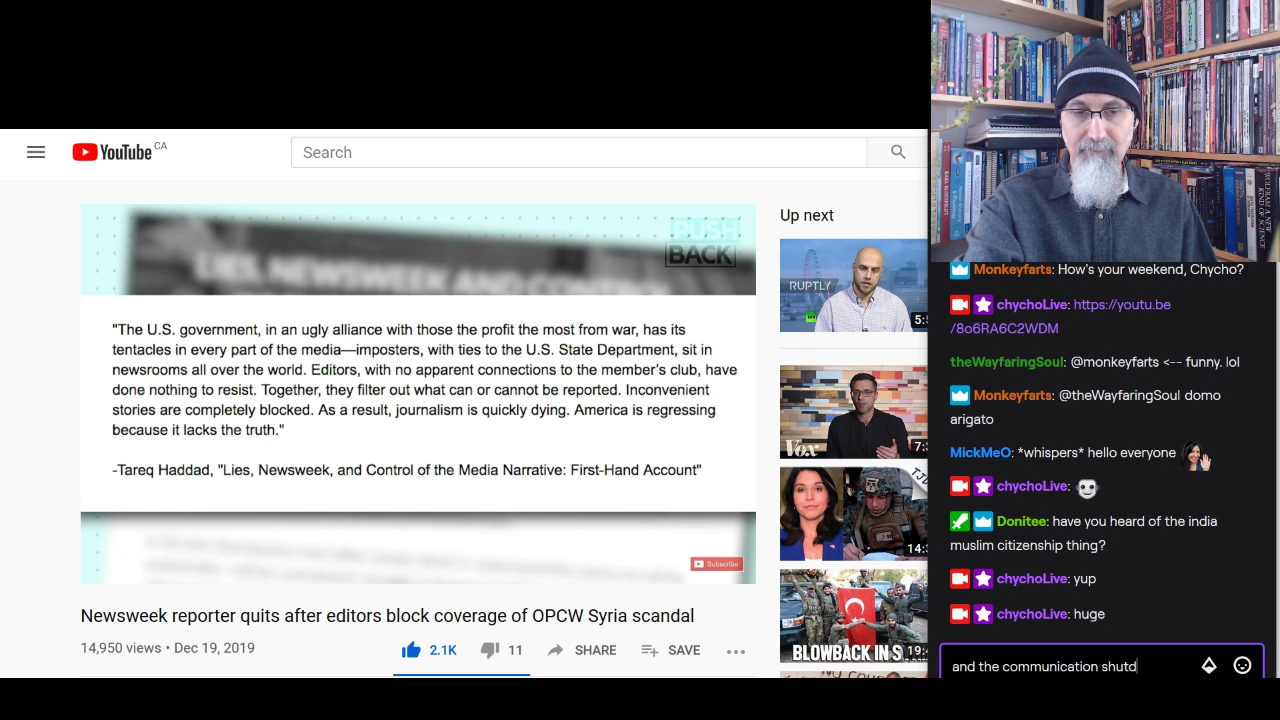 YouTube CA
Search
PUSH
BACK
"The U.S. government, in an ugly alliance with those the profit the most from war, has its
tentacles in every part of the media—imposters, with ties to the U.S. State Department, sit in
newsrooms all over the world. Editors, with no apparent connections to the member's club, have
done nothing to resist. Together, they filter out what can or cannot be reported. Inconvenient
stories are completely blocked. As a result, journalism is quickly dying. America is regressing
because it lacks the truth."
-Tareq Haddad, "Lies, Newsweek, and Control of the Media Narrative: First-Hand Account"
Subscribe
Newsweek reporter quits after editors block coverage of OPCW Syria scandal
14,950 views • Dec 19, 2019
2.1K
11
SHARE
SAVE
Up next
RUPTLY
Vox
BLOWBACK IN S
Monkeyfarts: How's your weekend, Chycho?
chychoLive: https://youtu.be
/8o6RA6C2WDM
theWayfaringSoul: @monkeyfarts <-- funny. lol
Monkeyfarts: @theWayfaringSoul domo
arigato
MickMeO: *whispers* hello everyone
chychoLive:
Donitee: have you heard of the india
muslim citizenship thing?
chychoLive: yup
chychoLive: huge
and the communication shutd
WOLFRAM A NEW
KIND OF SCIENCE